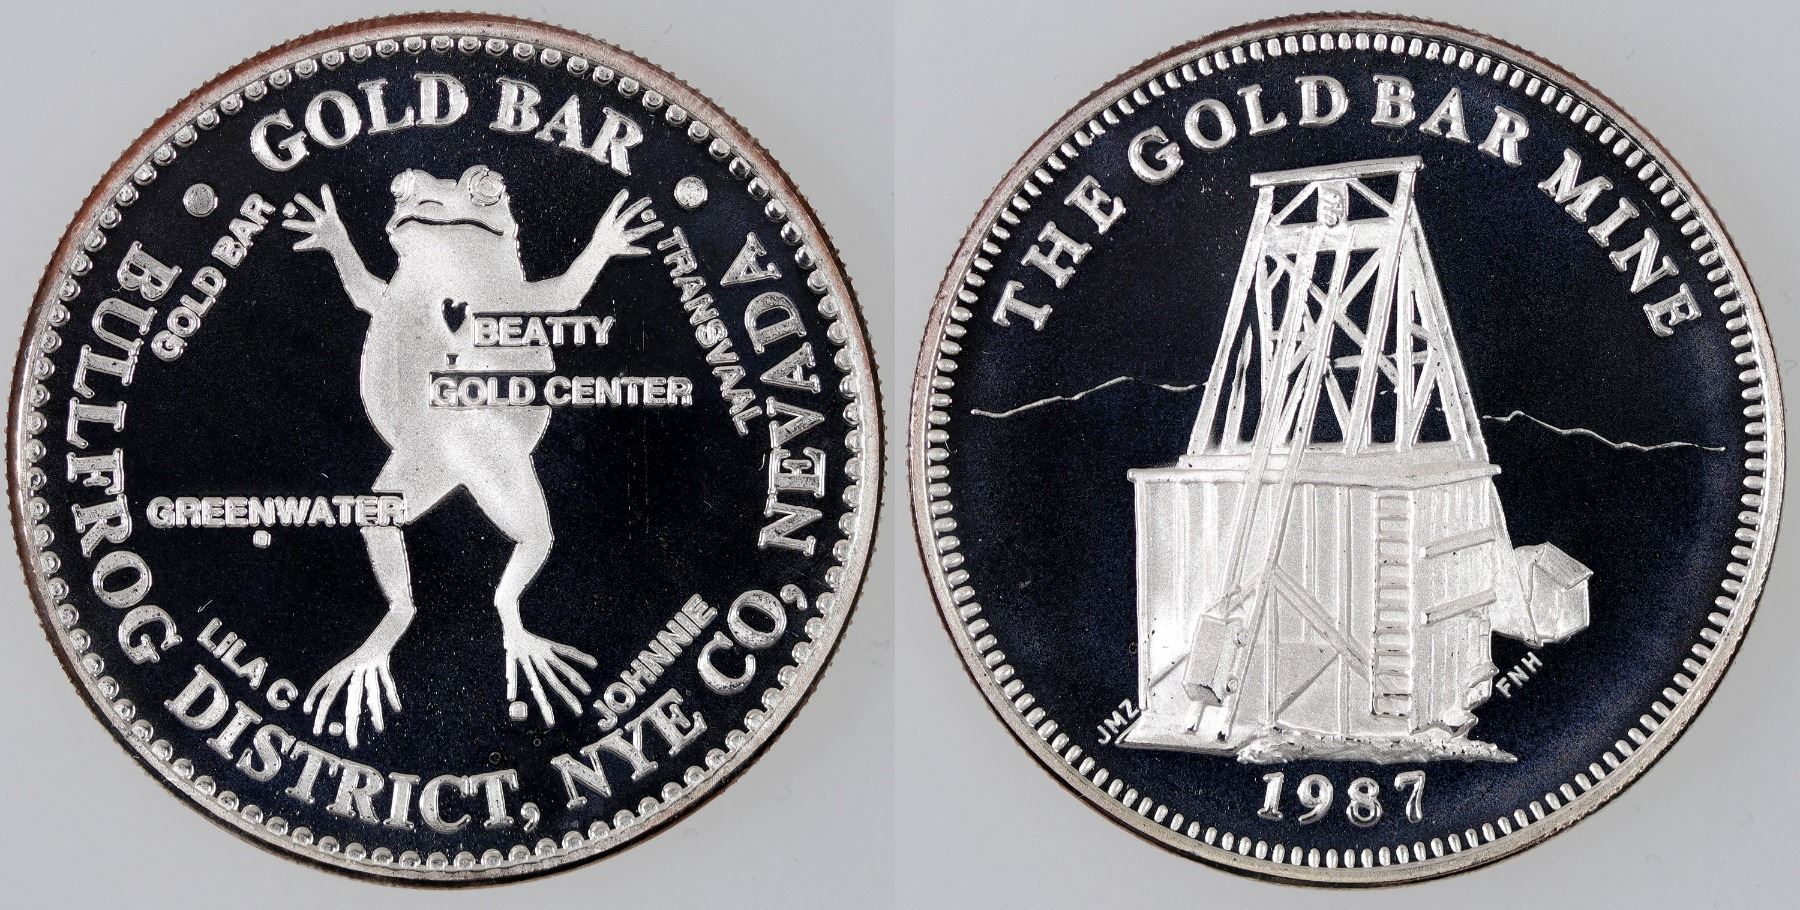 GOLD BAR
BULLFROG DISTRICT, NYE CO, NEVADA
GOLD BAR
TRANSVAAL
BEATTY
GOLD CENTER
GREENWATER
LILA C
JOHNNIE
THE GOLD BAR MINE
JMZ
FNH
1987